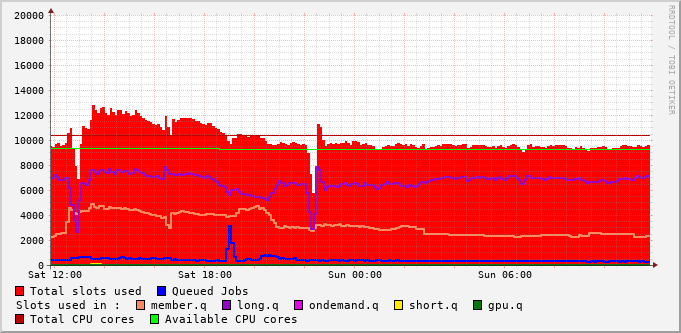 20000
18000
16000
14000
12000
10000
8000
6000
4000
2000
0
Sat 12:00 Sat 18:00 Sun 00:00 Sun 06:00
RRDTOOL / TOBI OETIKER
Total slots used Queued Jobs
Slots used in : member.q long.q ondemand.q short.q gpu.q
Total CPU cores Available CPU cores